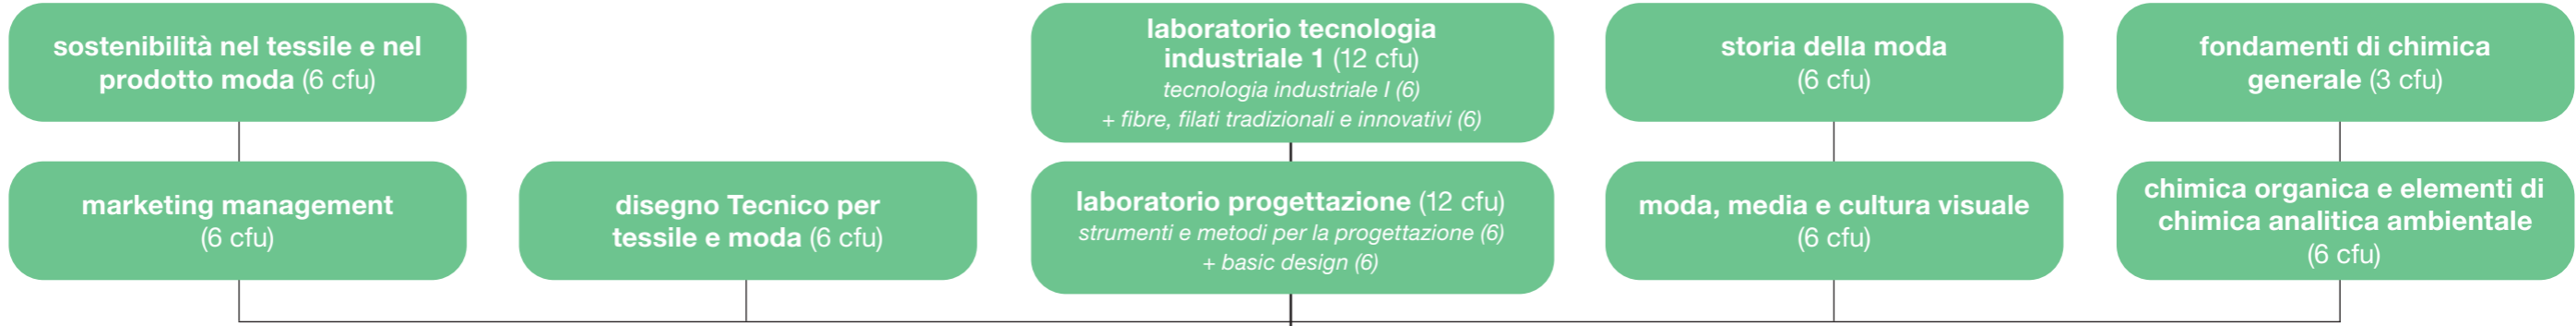 sostenibilità nel tessile e nel
prodotto moda (6 cfu)
laboratorio tecnologia
industriale 1 (12 cfu)
tecnologia industriale I (6)
+ fibre, filati tradizionali e innovativi (6)
storia della moda
(6 cfu)
fondamenti di chimica
generale (3 cfu)
marketing management
(6 cfu)
disegno Tecnico per
tessile e moda (6 cfu)
laboratorio progettazione (12 cfu)
strumenti e metodi per la progettazione (6)
+ basic design (6)
moda, media e cultura visuale
(6 cfu)
chimica organica e elementi di
chimica analitica ambientale
(6 cfu)